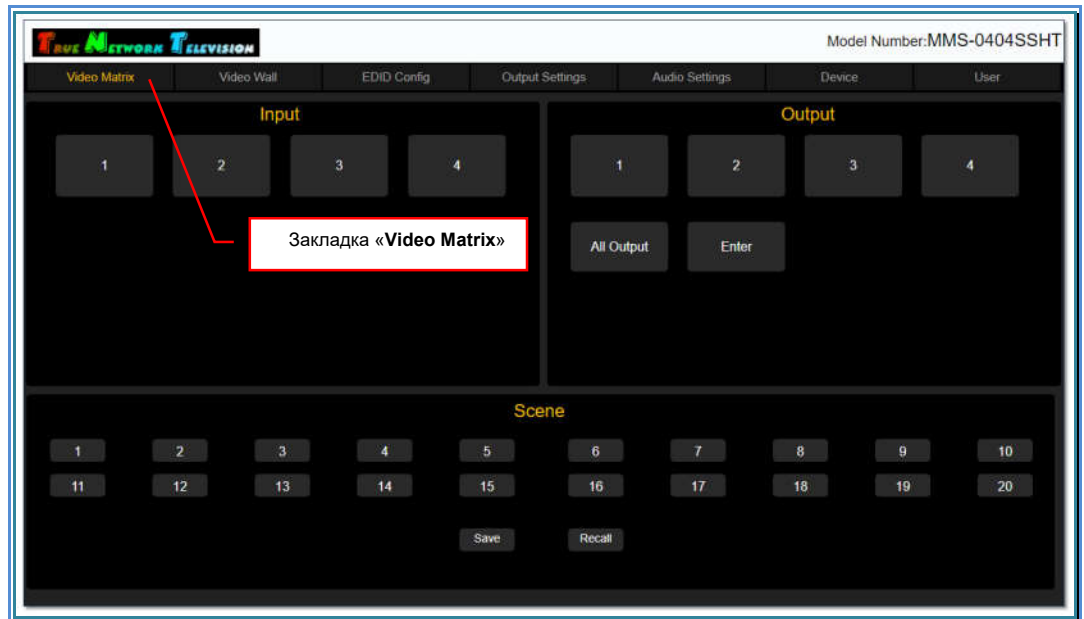 True Network Television
Model Number:MMS-0404SSHT
Video Matrix Video Wall EDID Config Output Settings Audio Settings Device User
Input
1 2 3 4
Output
1 2 3 4
All Output Enter
Закладка «Video Matrix»
Scene
1 2 3 4 5 6 7 8 9 10
11 12 13 14 15 16 17 18 19 20
Save Recall